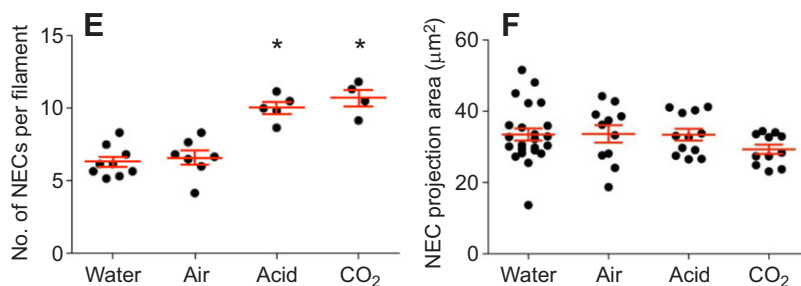 E
No. of NECs per filament
15
10
5
0
* *
Water Air Acid CO₂
F
NEC projection area (μm²)
60
40
20
0
Water Air Acid CO₂